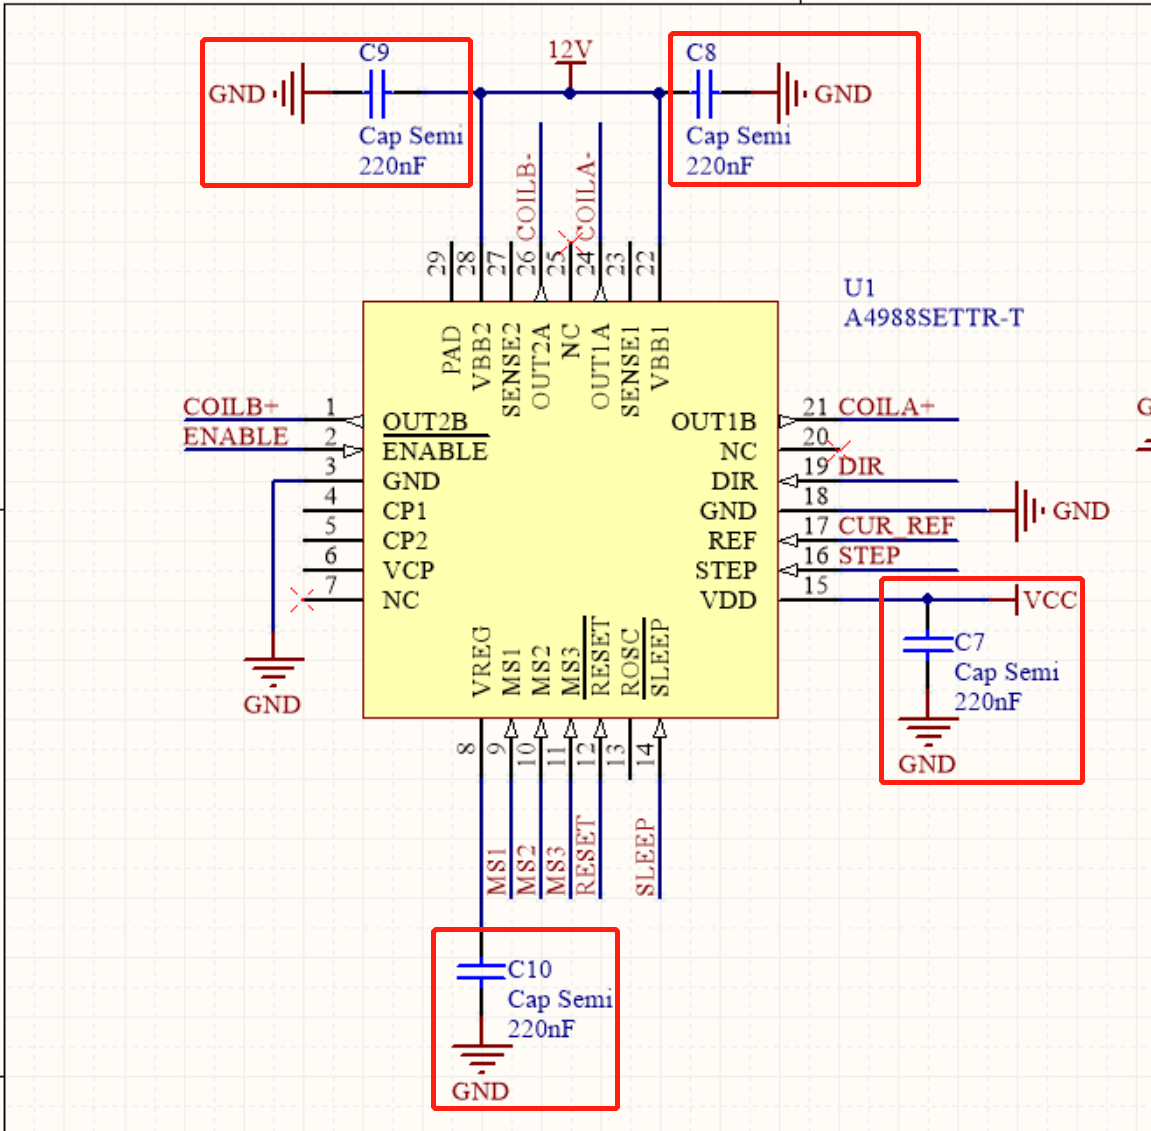 C9
12V
C8
GND
GND
Cap Semi
220nF
Cap Semi
220nF
COILB-
COILA-
29
28
27
26
25
24
23
22
U1
A4988SETTR-T
PAD
VBB2
SENSE2
OUT2A
NC
OUT1A
SENSE1
VBB1
COILB+ 1 OUT2B
ENABLE 2 ENABLE
3 GND
4 CP1
5 CP2
6 VCP
7 NC
OUT1B 21 COILA+
NC 20
DIR 19 DIR
GND 18 GND
REF 17 CUR_REF
STEP 16 STEP
VDD 15 VCC
G
GND
C7
Cap Semi
220nF
GND
VREG
MS1
MS2
MS3
RESET
ROSC
SLEEP
8
9
10
11
12
13
14
MS1
MS2
MS3
RESET
SLEEP
C10
Cap Semi
220nF
GND